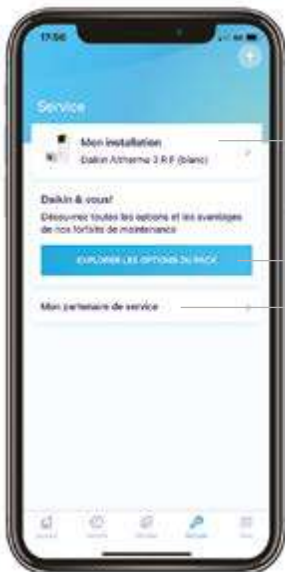 17:50
Service
Mon installation
Daikin Altherma 3 R F (blanc)
Daikin & vous!
Découvrez toutes les options et les avantages
de nos forfaits de maintenance
EXPLORER LES OPTIONS DU PACK
Mon partenaire de service